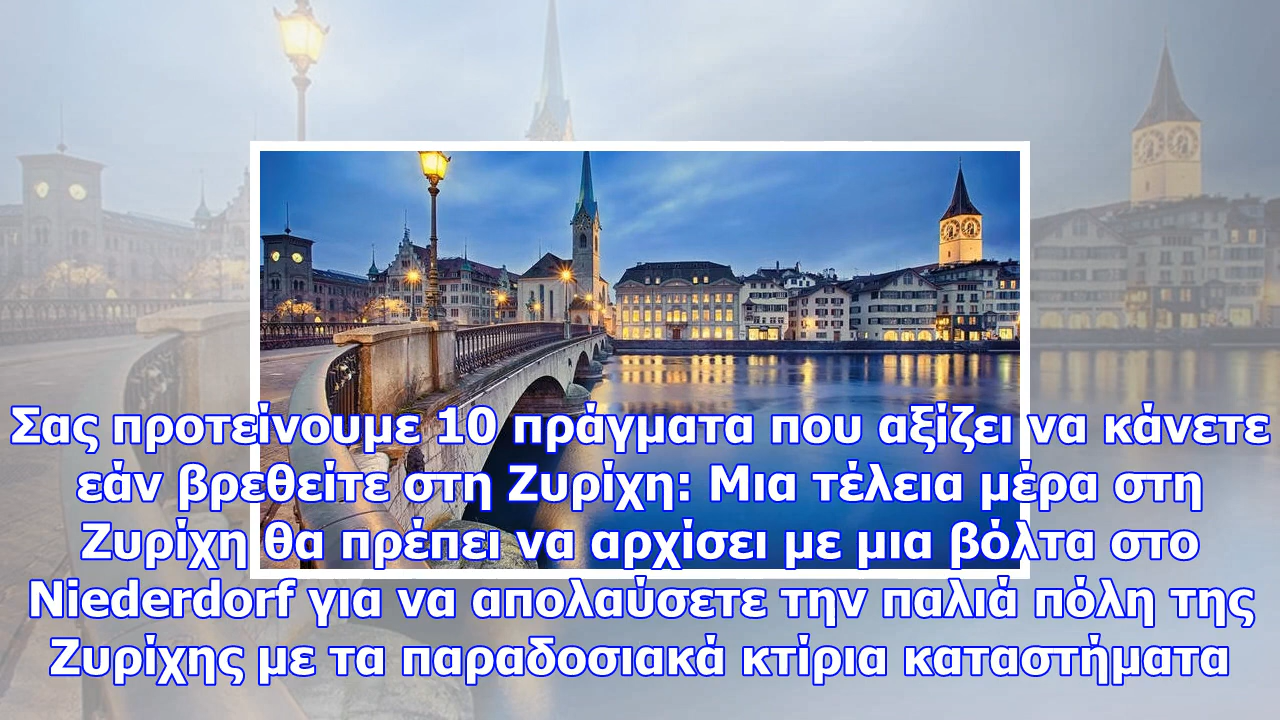 Σας προτείνουμε 10 πράγματα που αξίζει να κάνετε
εάν βρεθείτε στη Ζυρίχη: Μια τέλεια μέρα στη
Ζυρίχη θα πρέπει να αρχίσει με μια βόλτα στο
Niederdorf για να απολαύσετε την παλιά πόλη της
Ζυρίχης με τα παραδοσιακά κτίρια καταστήματα